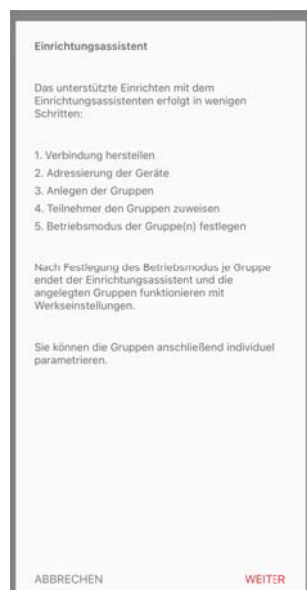 Einrichtungsassistent
Das unterstützte Einrichten mit dem
Einrichtungsassistenten erfolgt in wenigen
Schritten:
1. Verbindung herstellen
2. Adressierung der Geräte
3. Anlegen der Gruppen
4. Teilnehmer den Gruppen zuweisen
5. Betriebsmodus der Gruppe(n) festlegen
Nach Festlegung des Betriebsmodus je Gruppe
endet der Einrichtungsassistent und die
angelegten Gruppen funktionieren mit
Werkseinstellungen.
Sie können die Gruppen anschließend individuel
parametrieren.
ABBRECHEN
WEITER